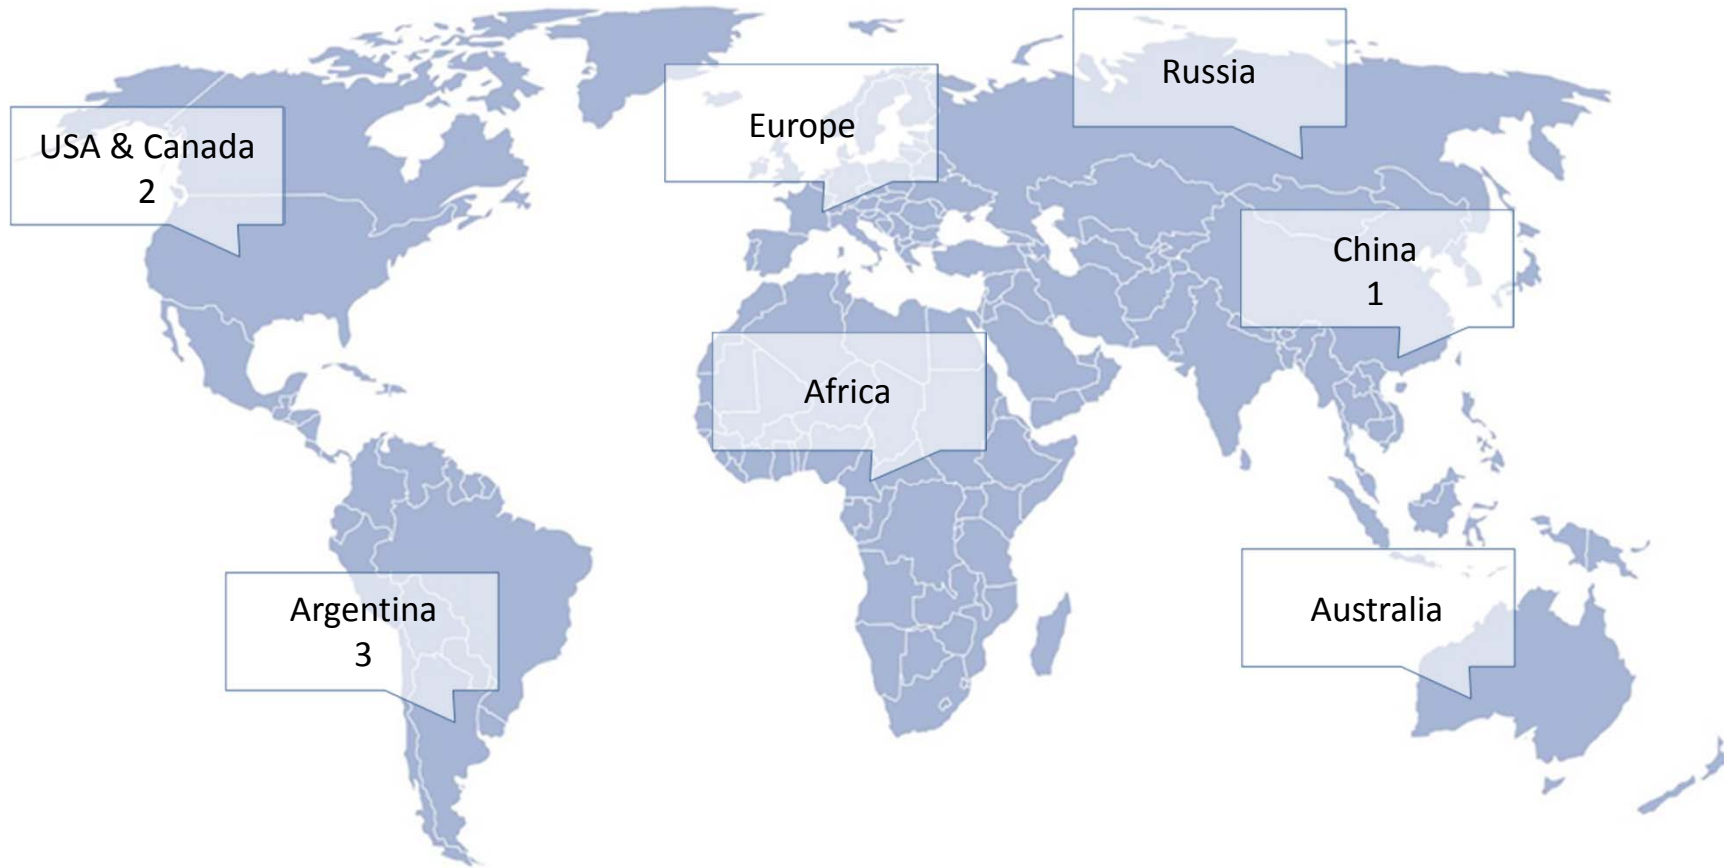 Russia
Europe
USA & Canada
2
China
1
Africa
Argentina
3
Australia